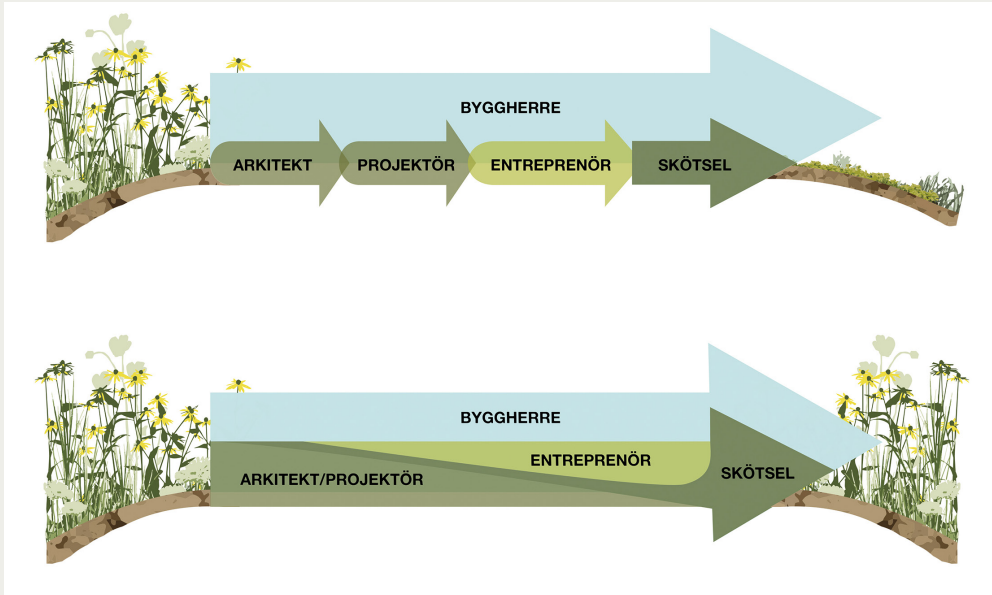 BYGGHERRE
ARKITEKT
PROJEKTÖR
ENTREPRENÖR
SKÖTSEL
BYGGHERRE
ENTREPRENÖR
ARKITEKT/PROJEKTÖR
SKÖTSEL